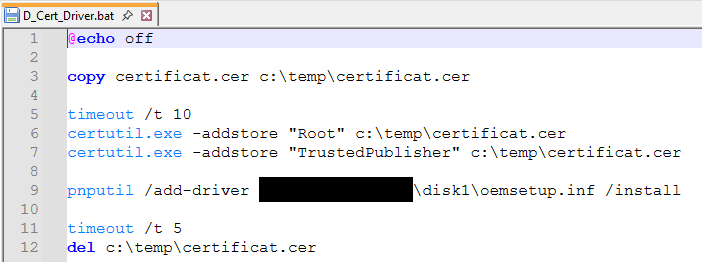 D_Cert_Driver.bat
1 @echo off
2
3 copy certificat.cer c:\temp\certificat.cer
4
5 timeout /t 10
6 certutil.exe -addstore "Root" c:\temp\certificat.cer
7 certutil.exe -addstore "TrustedPublisher" c:\temp\certificat.cer
8
9 pnputil /add-driver \disk1\oemsetup.inf /install
10
11 timeout /t 5
12 del c:\temp\certificat.cer